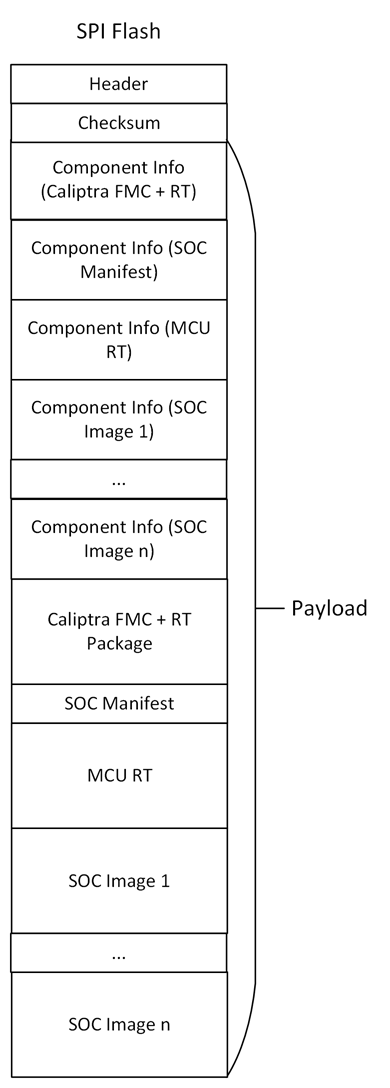 SPI Flash
Header
Checksum
Component Info
(Caliptra FMC + RT)
Component Info (SOC
Manifest)
Component Info (MCU
RT)
Component Info (SOC
Image 1)
...
Component Info (SOC
Image n)
Caliptra FMC + RT
Package
Payload
SOC Manifest
MCU RT
SOC Image 1
...
SOC Image n